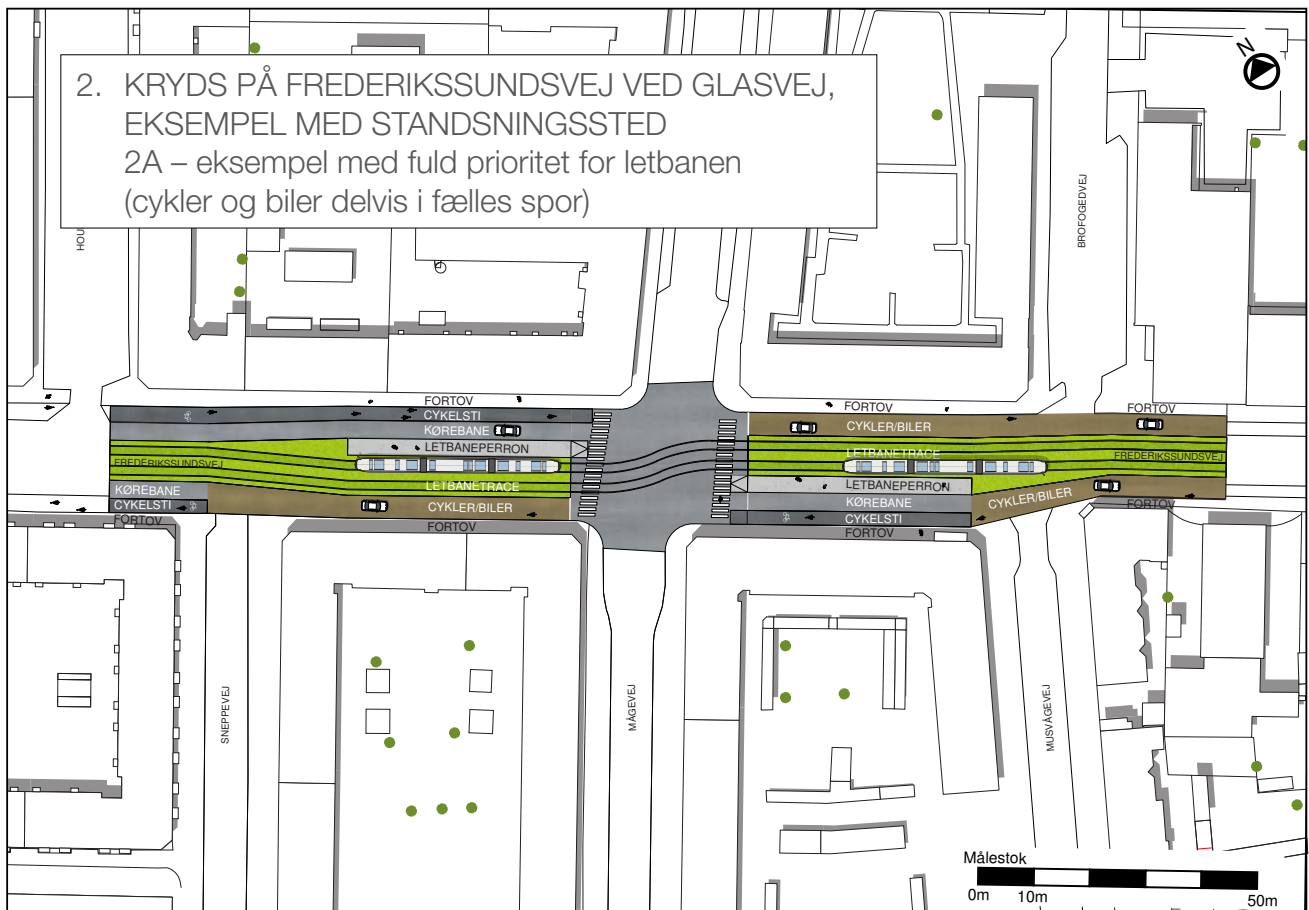 2. KRYDS PÅ FREDERIKSSUNDSVEJ VED GLASVEJ,
EKSEMPEL MED STANDSNINGSSTED
2A – eksempel med fuld prioritet for letbanen
(cykler og biler delvis i fælles spor)
N
HOU
BROFOGEDVEJ
FORTOV
CYKELSTI
KØREBANE
LETBANEPERRON
FREDERIKSSUNDSVEJ
LETBANETRACE
KØREBANE
CYKELSTI
CYKLER/BILER
FORTOV
FORTOV
FORTOV
FORTOV
CYKLER/BILER
LETBANETRACE
FREDERIKSSUNDSVEJ
LETBANEPERRON
KØREBANE
CYKLER/BILER
CYKELSTI
FORTOV
FORTOV
SNEPPEVEJ
MÅGEVEJ
MUSVÅGEVEJ
Målestok
0m 10m 50m